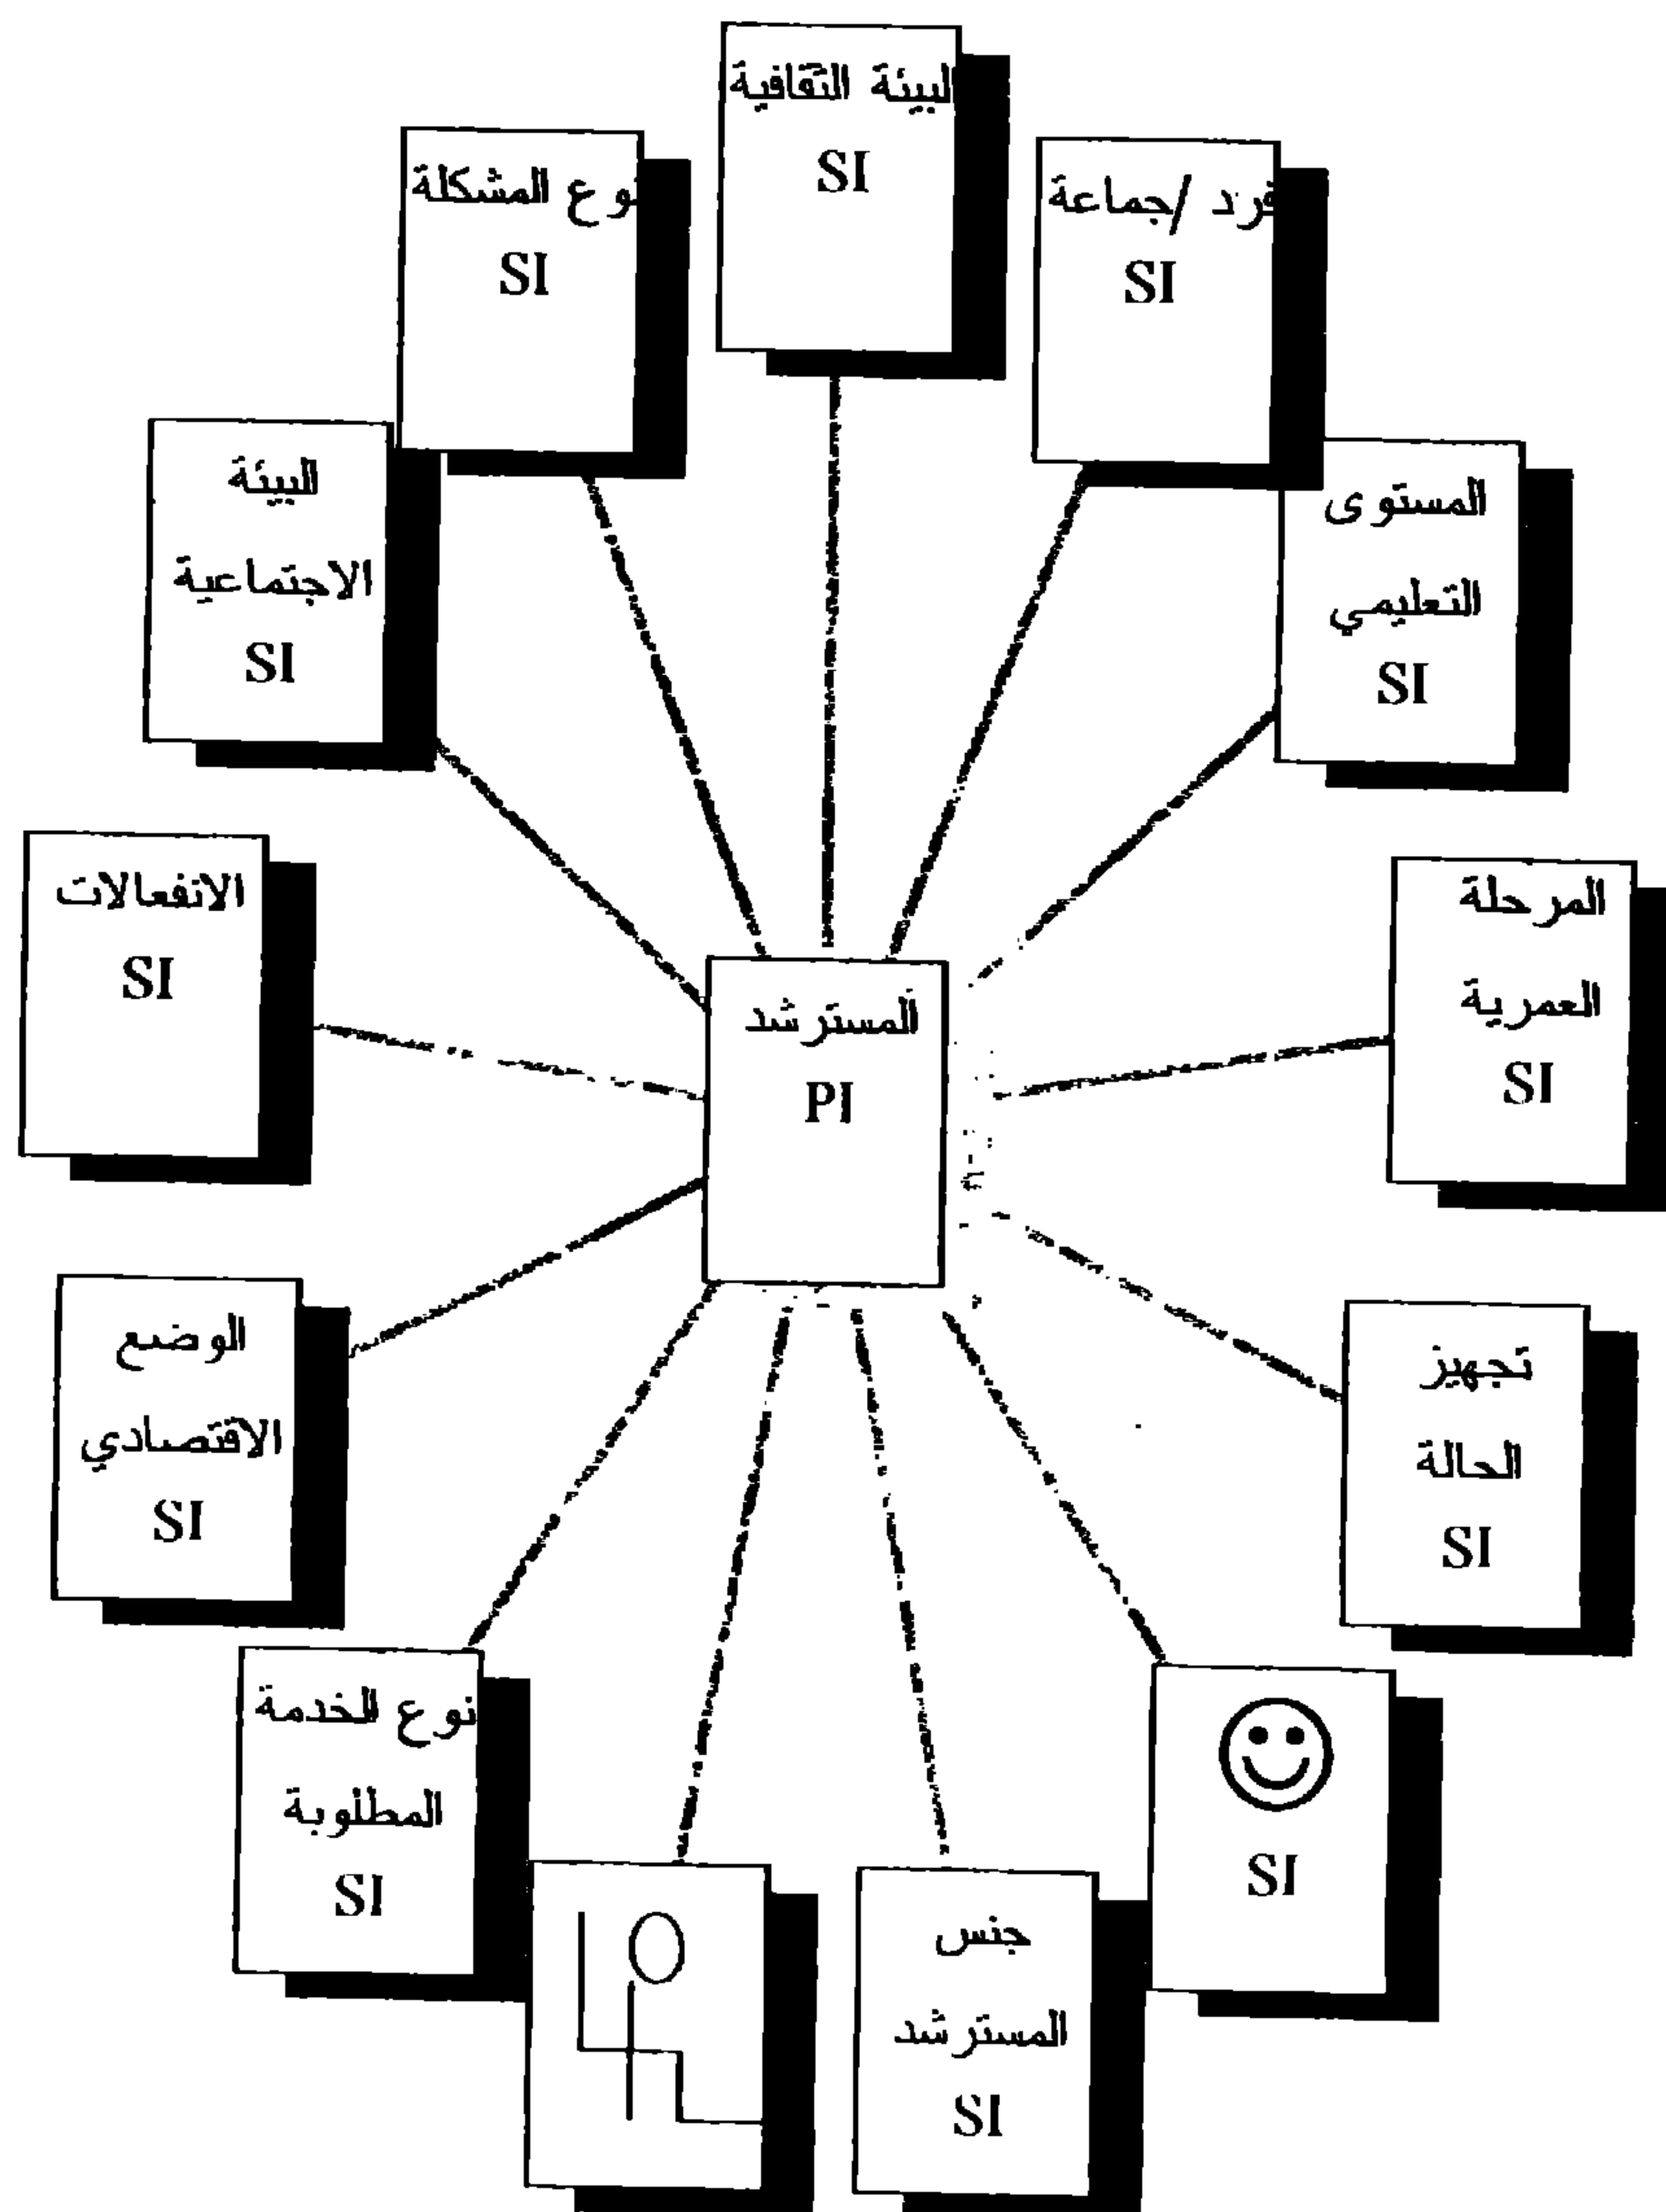 البيئة الثقافية
SI
فرد / جماعة
SI
نوع المشكلة
SI
المستوى
التعليمي
SI
البيئة
الاجتماعية
SI
المرحلة
العمرية
SI
الانفعالات
SI
المسترشد
PI
تجهيز
الحالة
SI
الوضع
الاقتصادي
SI
SI
نوع الخدمة
المطلوبة
SI
جنس
المسترشد
SI